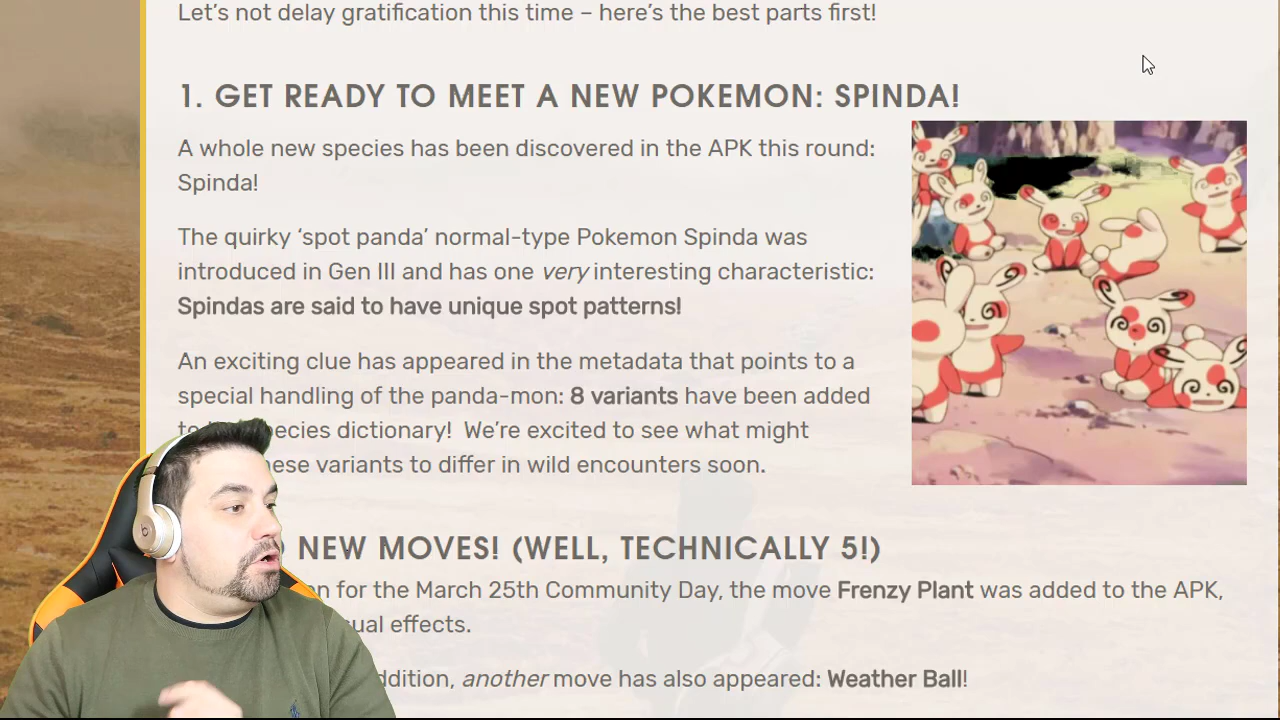 Let's not delay gratification this time – here's the best parts first!
1. GET READY TO MEET A NEW POKEMON: SPINDA!
A whole new species has been discovered in the APK this round:
Spinda!
The quirky ‘spot panda’ normal-type Pokemon Spinda was
introduced in Gen III and has one very interesting characteristic:
Spindas are said to have unique spot patterns!
An exciting clue has appeared in the metadata that points to a
special handling of the panda-mon: 8 variants have been added
dictionary! We're excited to see what might
variants to differ in wild encounters soon.
NEW MOVES! (WELL, TECHNICALLY 5!)
for the March 25th Community Day, the move Frenzy Plant was added to the APK,
effects.
another move has also appeared: Weather Ball!